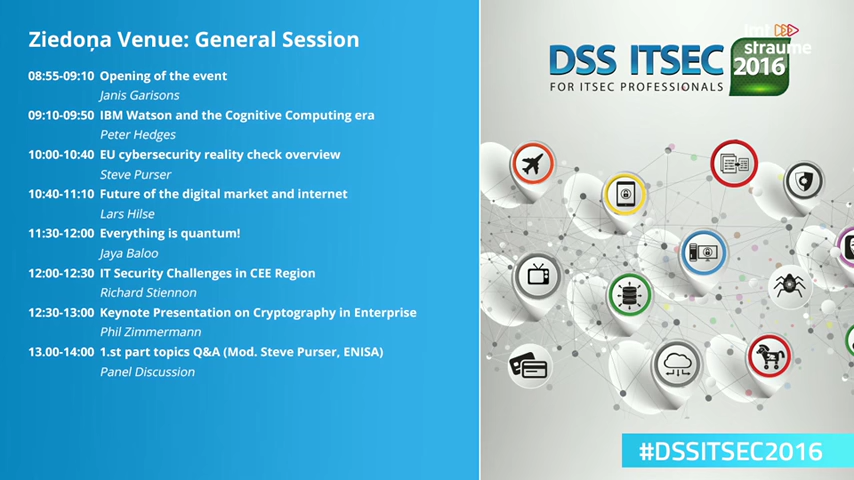 Ziedoņa Venue: General Session
08:55-09:10 Opening of the event
Janis Garisons
09:10-09:50 IBM Watson and the Cognitive Computing era
Peter Hedges
10:00-10:40 EU cybersecurity reality check overview
Steve Purser
10:40-11:10 Future of the digital market and internet
Lars Hilse
11:30-12:00 Everything is quantum!
Jaya Baloo
12:00-12:30 IT Security Challenges in CEE Region
Richard Stiennon
12:30-13:00 Keynote Presentation on Cryptography in Enterprise
Phil Zimmermann
13.00-14:00 1.st part topics Q&A (Mod. Steve Purser, ENISA)
Panel Discussion
lmt
straume
DSS ITSEC 2016
FOR ITSEC PROFESSIONALS
#DSSITSEC2016